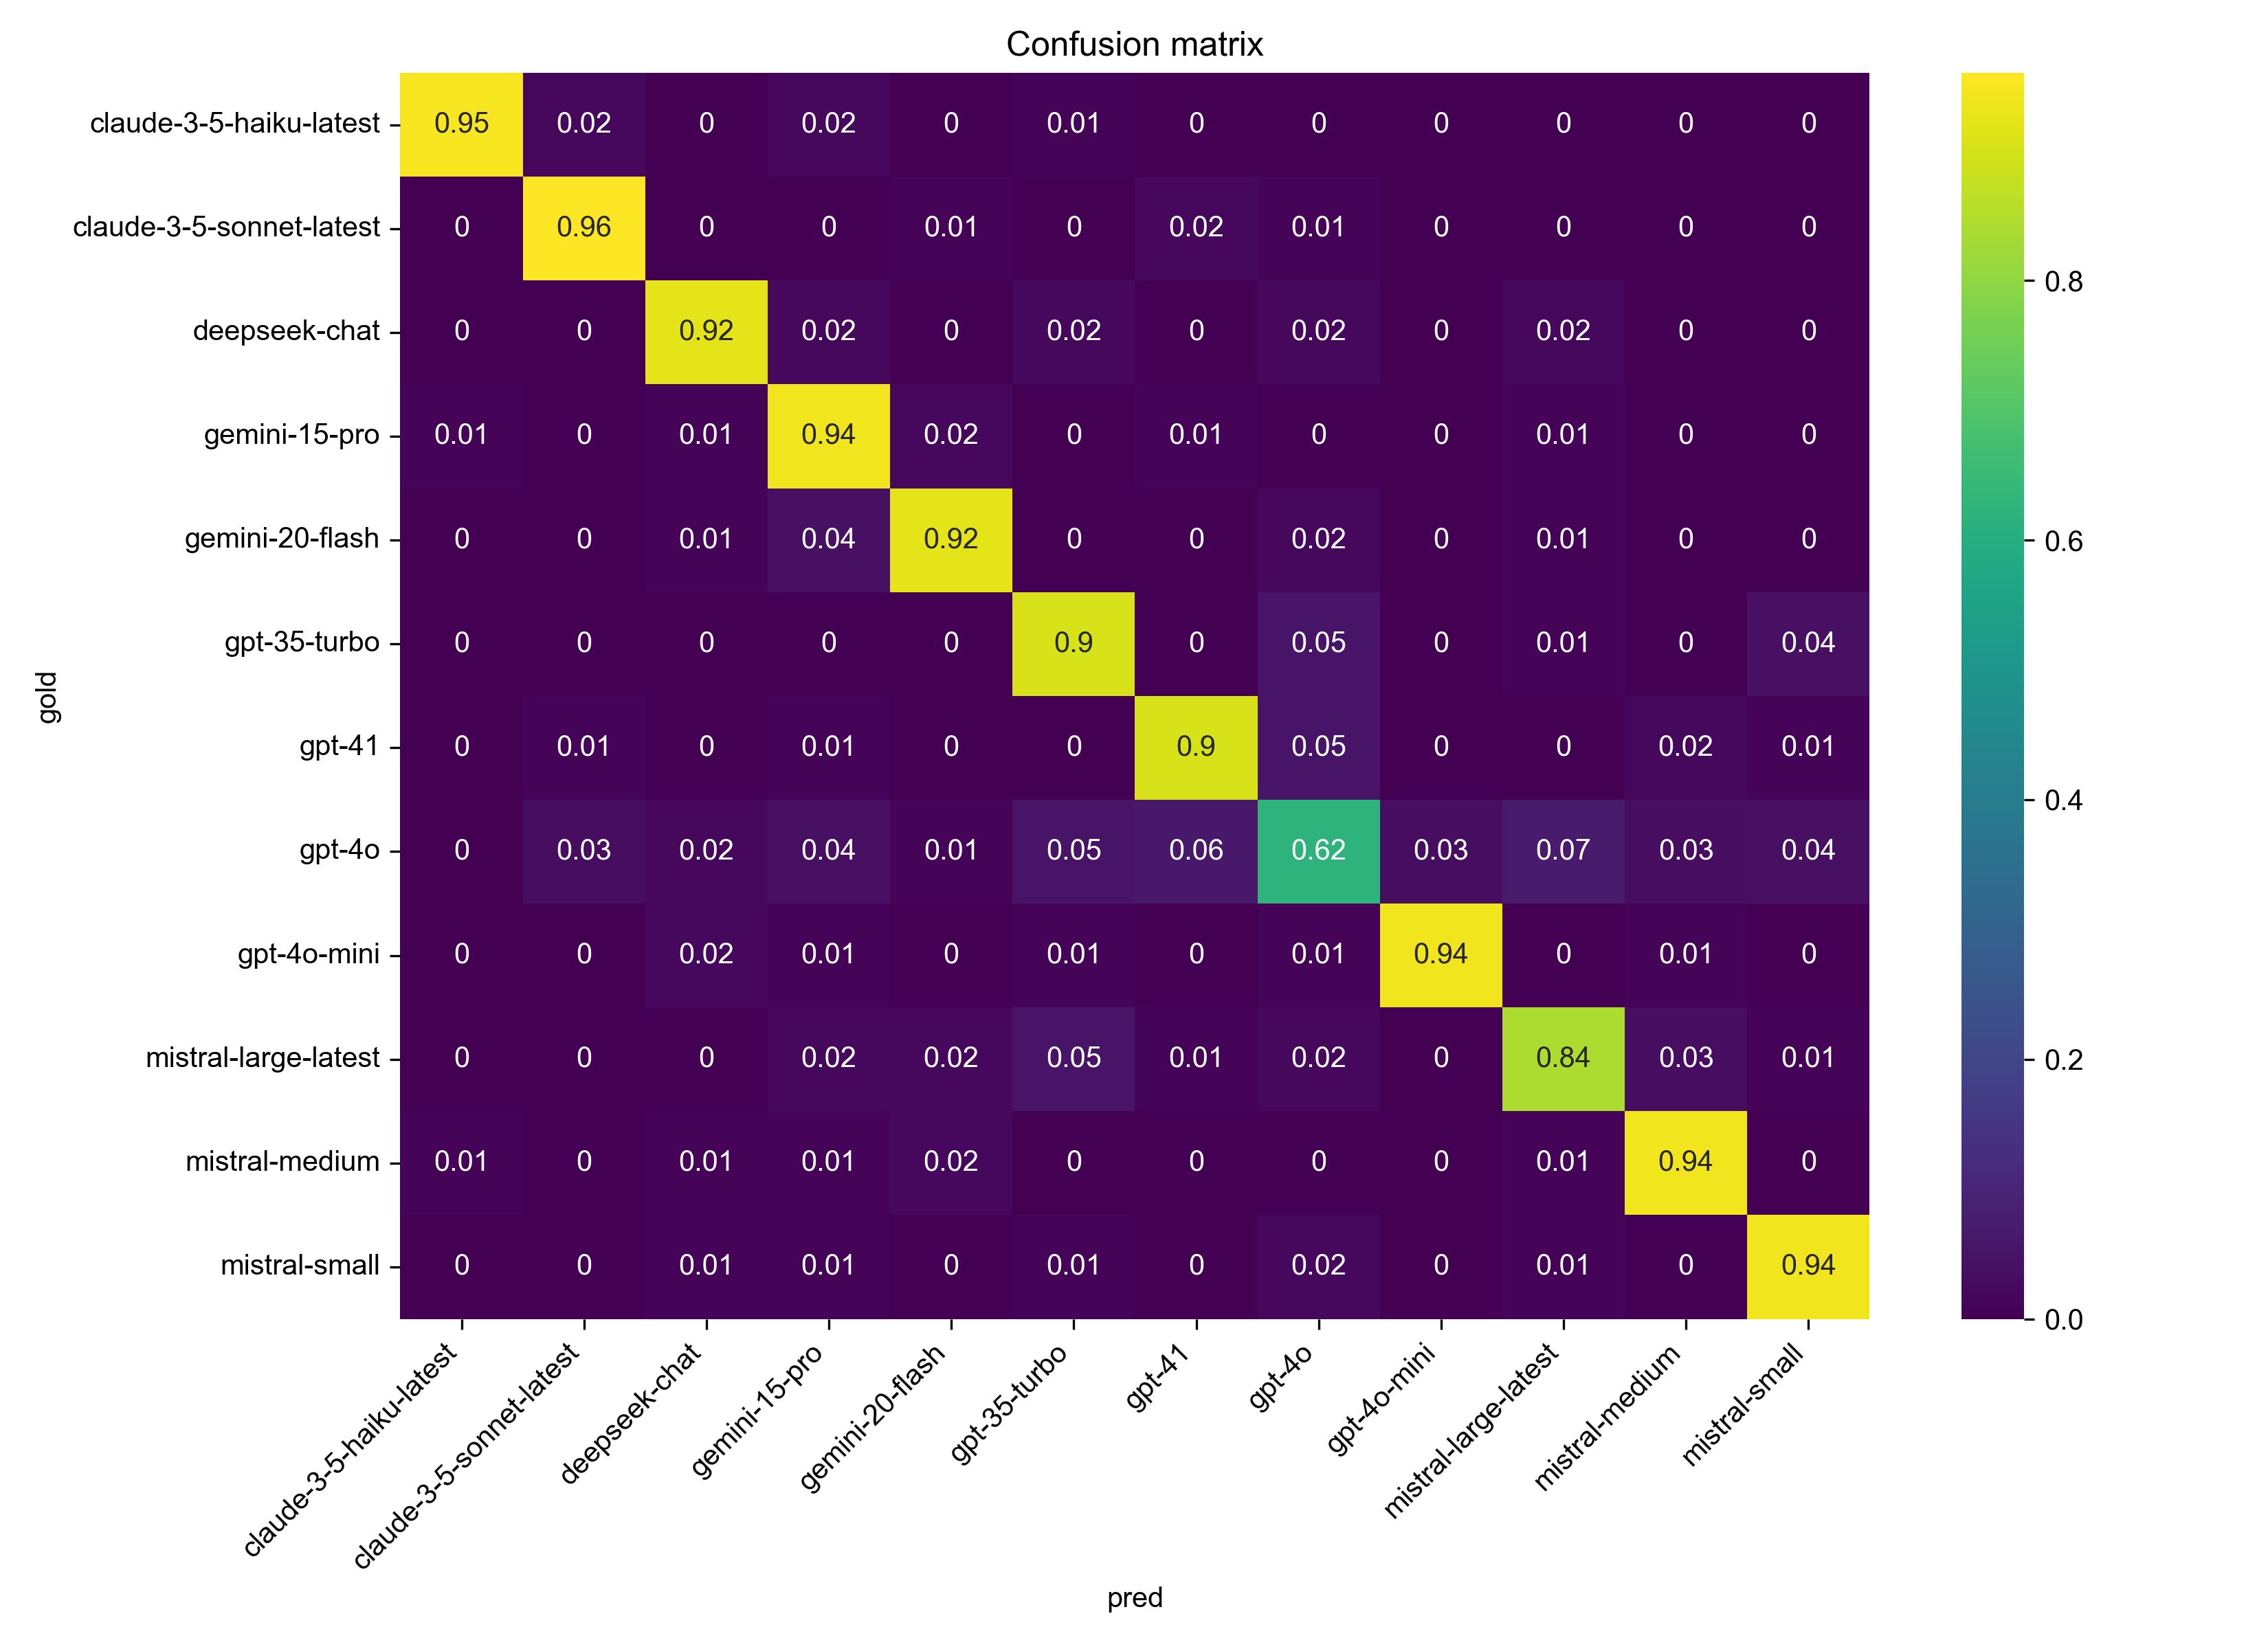 Confusion matrix
claude-3-5-haiku-latest 0.95 0.02 0 0.02 0 0.01 0 0 0 0 0 0
claude-3-5-sonnet-latest 0 0.96 0 0 0.01 0 0.02 0.01 0 0 0 0
deepseek-chat 0 0 0.92 0.02 0 0.02 0 0.02 0 0.02 0 0
gemini-15-pro 0.01 0 0.01 0.94 0.02 0 0.01 0 0 0.01 0 0
gemini-20-flash 0 0 0.01 0.04 0.92 0 0 0.02 0 0.01 0 0
gpt-35-turbo 0 0 0 0 0 0.9 0 0.05 0 0.01 0 0.04
gpt-41 0 0.01 0 0.01 0 0 0.9 0.05 0 0 0.02 0.01
gpt-4o 0 0.03 0.02 0.04 0.01 0.05 0.06 0.62 0.03 0.07 0.03 0.04
gpt-4o-mini 0 0 0.02 0.01 0 0.01 0 0.01 0.94 0 0.01 0
mistral-large-latest 0 0 0 0.02 0.02 0.05 0.01 0.02 0 0.84 0.03 0.01
mistral-medium 0.01 0 0.01 0.01 0.02 0 0 0 0 0.01 0.94 0
mistral-small 0 0 0.01 0.01 0 0.01 0 0.02 0 0.01 0 0.94
gold
claude-3-5-haiku-latest
claude-3-5-sonnet-latest
deepseek-chat
gemini-15-pro
gemini-20-flash
gpt-35-turbo
gpt-41
gpt-4o
gpt-4o-mini
mistral-large-latest
mistral-medium
mistral-small
pred
0.8
0.6
0.4
0.2
0.0